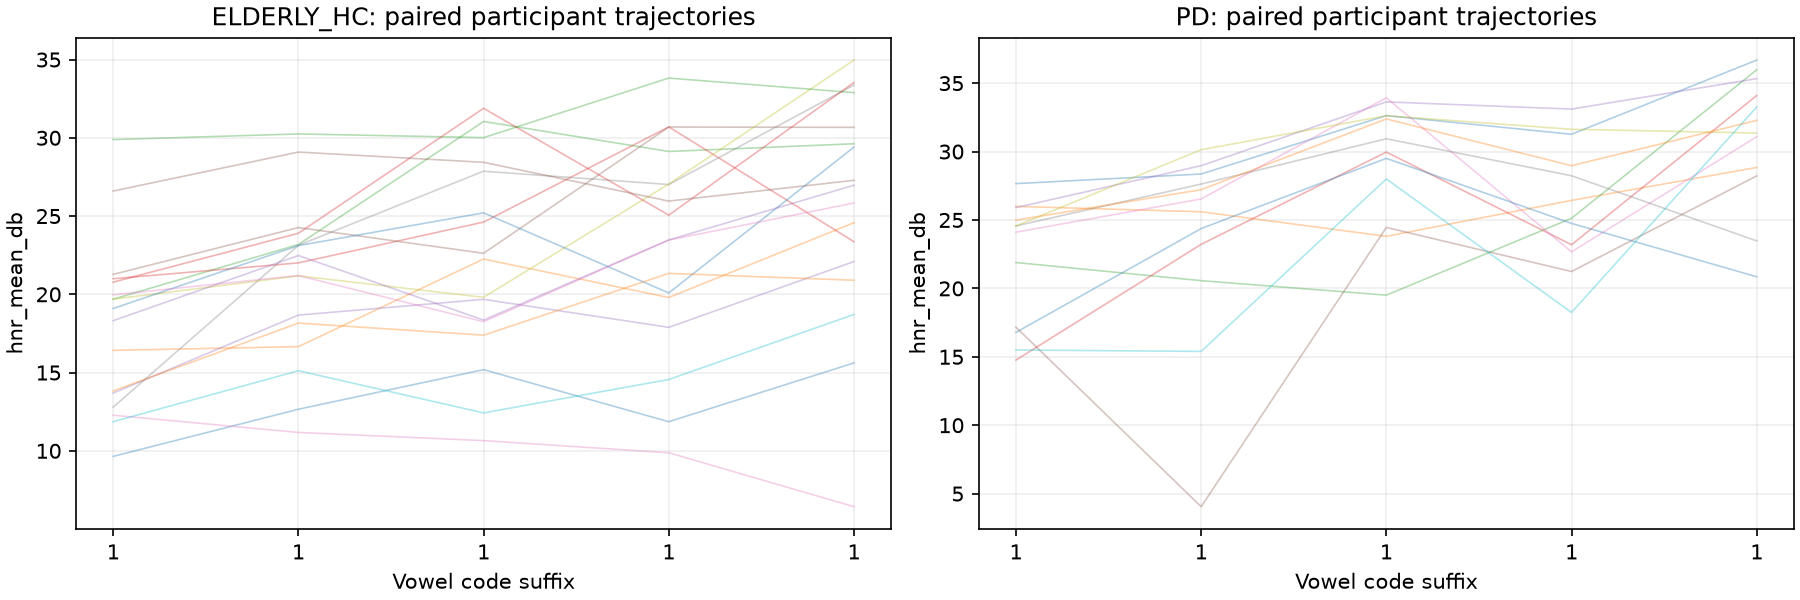 ELDERLY_HC: paired participant trajectories
hnr_mean_db
35
30
25
20
15
10
1 1 1 1 1
Vowel code suffix
PD: paired participant trajectories
hnr_mean_db
35
30
25
20
15
10
5
1 1 1 1 1
Vowel code suffix